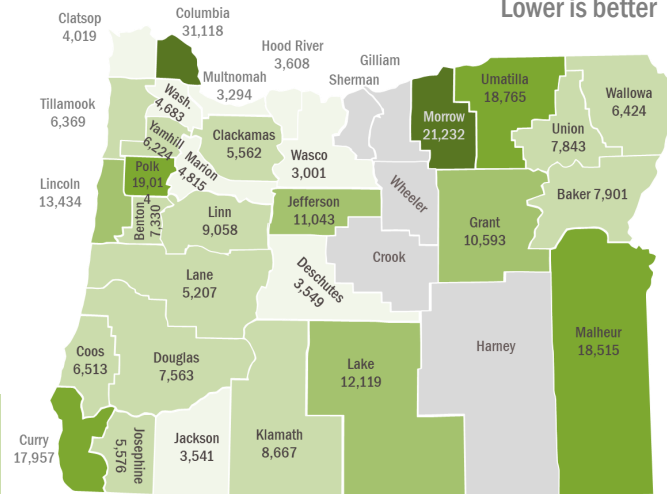 Lower is better
Clatsop
4,019
Columbia
31,118
Hood River
3,608
Gilliam
Sherman
Multnomah
3,294
Wash.
4,683
Tillamook
6,369
Yamhill
6,224
Clackamas
5,562
Marion
4,815
Wasco
3,001
Morrow
21,232
Umatilla
18,765
Wallowa
6,424
Union
7,843
Polk
19,01
4
Lincoln
13,434
Benton
7,330
Linn
9,058
Jefferson
11,043
Wheeler
Grant
10,593
Baker 7,901
Crook
Lane
5,207
Deschutes
3,549
Harney
Malheur
18,515
Coos
6,513
Douglas
7,563
Lake
12,119
Curry
17,957
Josephine
5,576
Jackson
3,541
Klamath
8,667